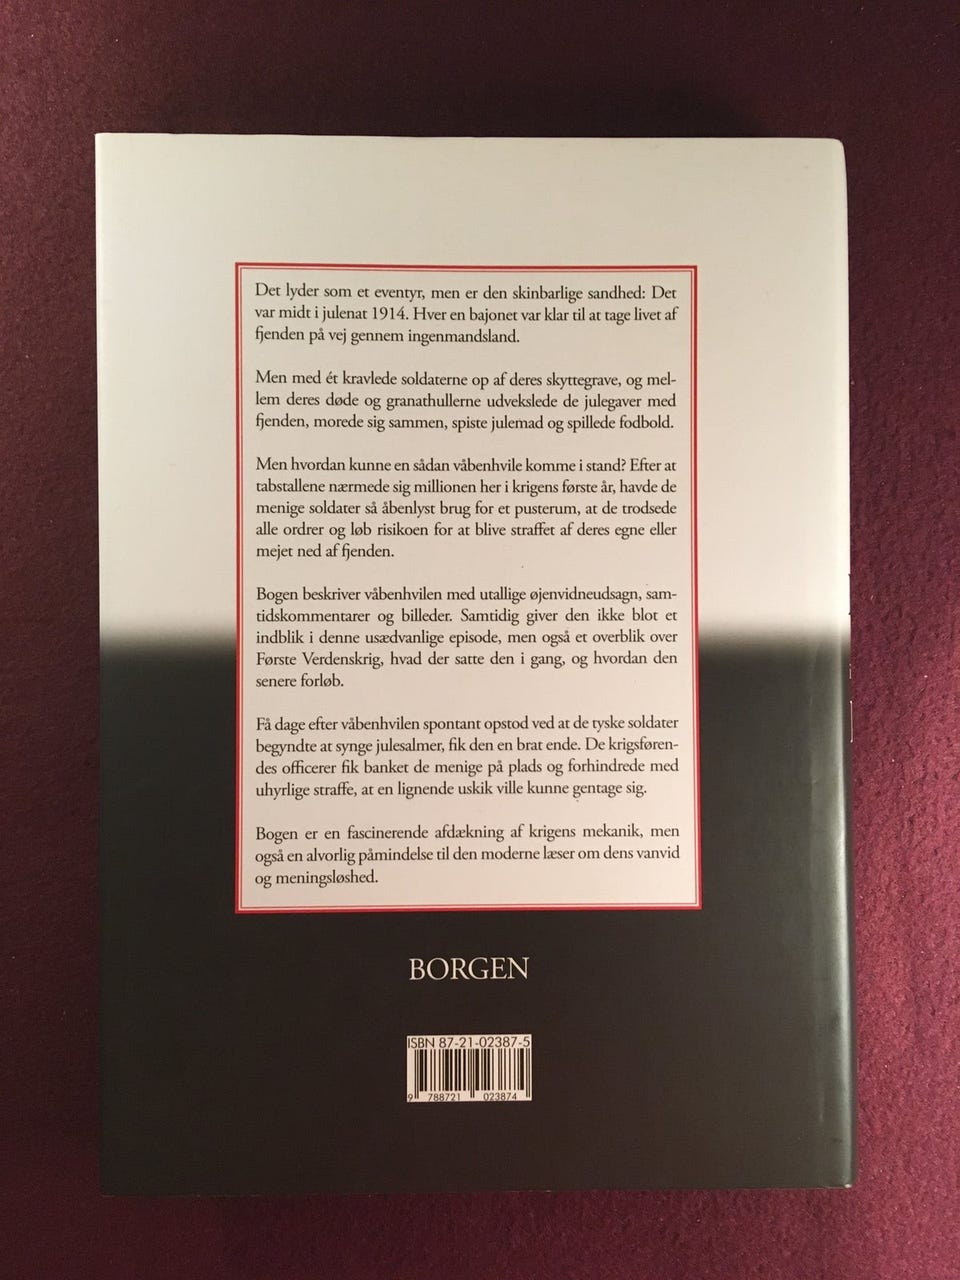 Det lyder som et eventyr, men er den skinbarlige sandhed: Det
var midt i julenat 1914. Hver en bajonet var klar til at tage livet af
fjenden på vej gennem ingenmandsland.
Men med ét kravlede soldaterne op af deres skyttegrave, og mel-
lem deres døde og granathullerne udvekslede de julegaver med
fjenden, morede sig sammen, spiste julemad og spillede fodbold.
Men hvordan kunne en sådan våbenhvile komme i stand? Efter at
tabstallene nærmede sig millionen her i krigens første år, havde de
menige soldater så åbenlyst brug for et pusterum, at de trodsede
alle ordrer og løb risikoen for at blive straffet af deres egne eller
mejet ned af fjenden.
Bogen beskriver våbenhvilen med utallige øjenvidneudsagn, sam-
tidskommentarer og billeder. Samtidig giver den ikke blot et
indblik i denne usædvanlige episode, men også et overblik over
Første Verdenskrig, hvad der satte den i gang, og hvordan den
senere forløb.
Få dage efter våbenhvilen spontant opstod ved at de tyske soldater
begyndte at synge julesalmer, fik den en brat ende. De krigsføren-
des officerer fik banket de menige på plads og forhindrede med
uhyrlige straffe, at en lignende uskik ville kunne gentage sig.
Bogen er en fascinerende afdækning af krigens mekanik, men
også en alvorlig påmindelse til den moderne læser om dens vanvid
og meningsløshed.
BORGEN
ISBN 87-21-02387-5
9 788721 023874